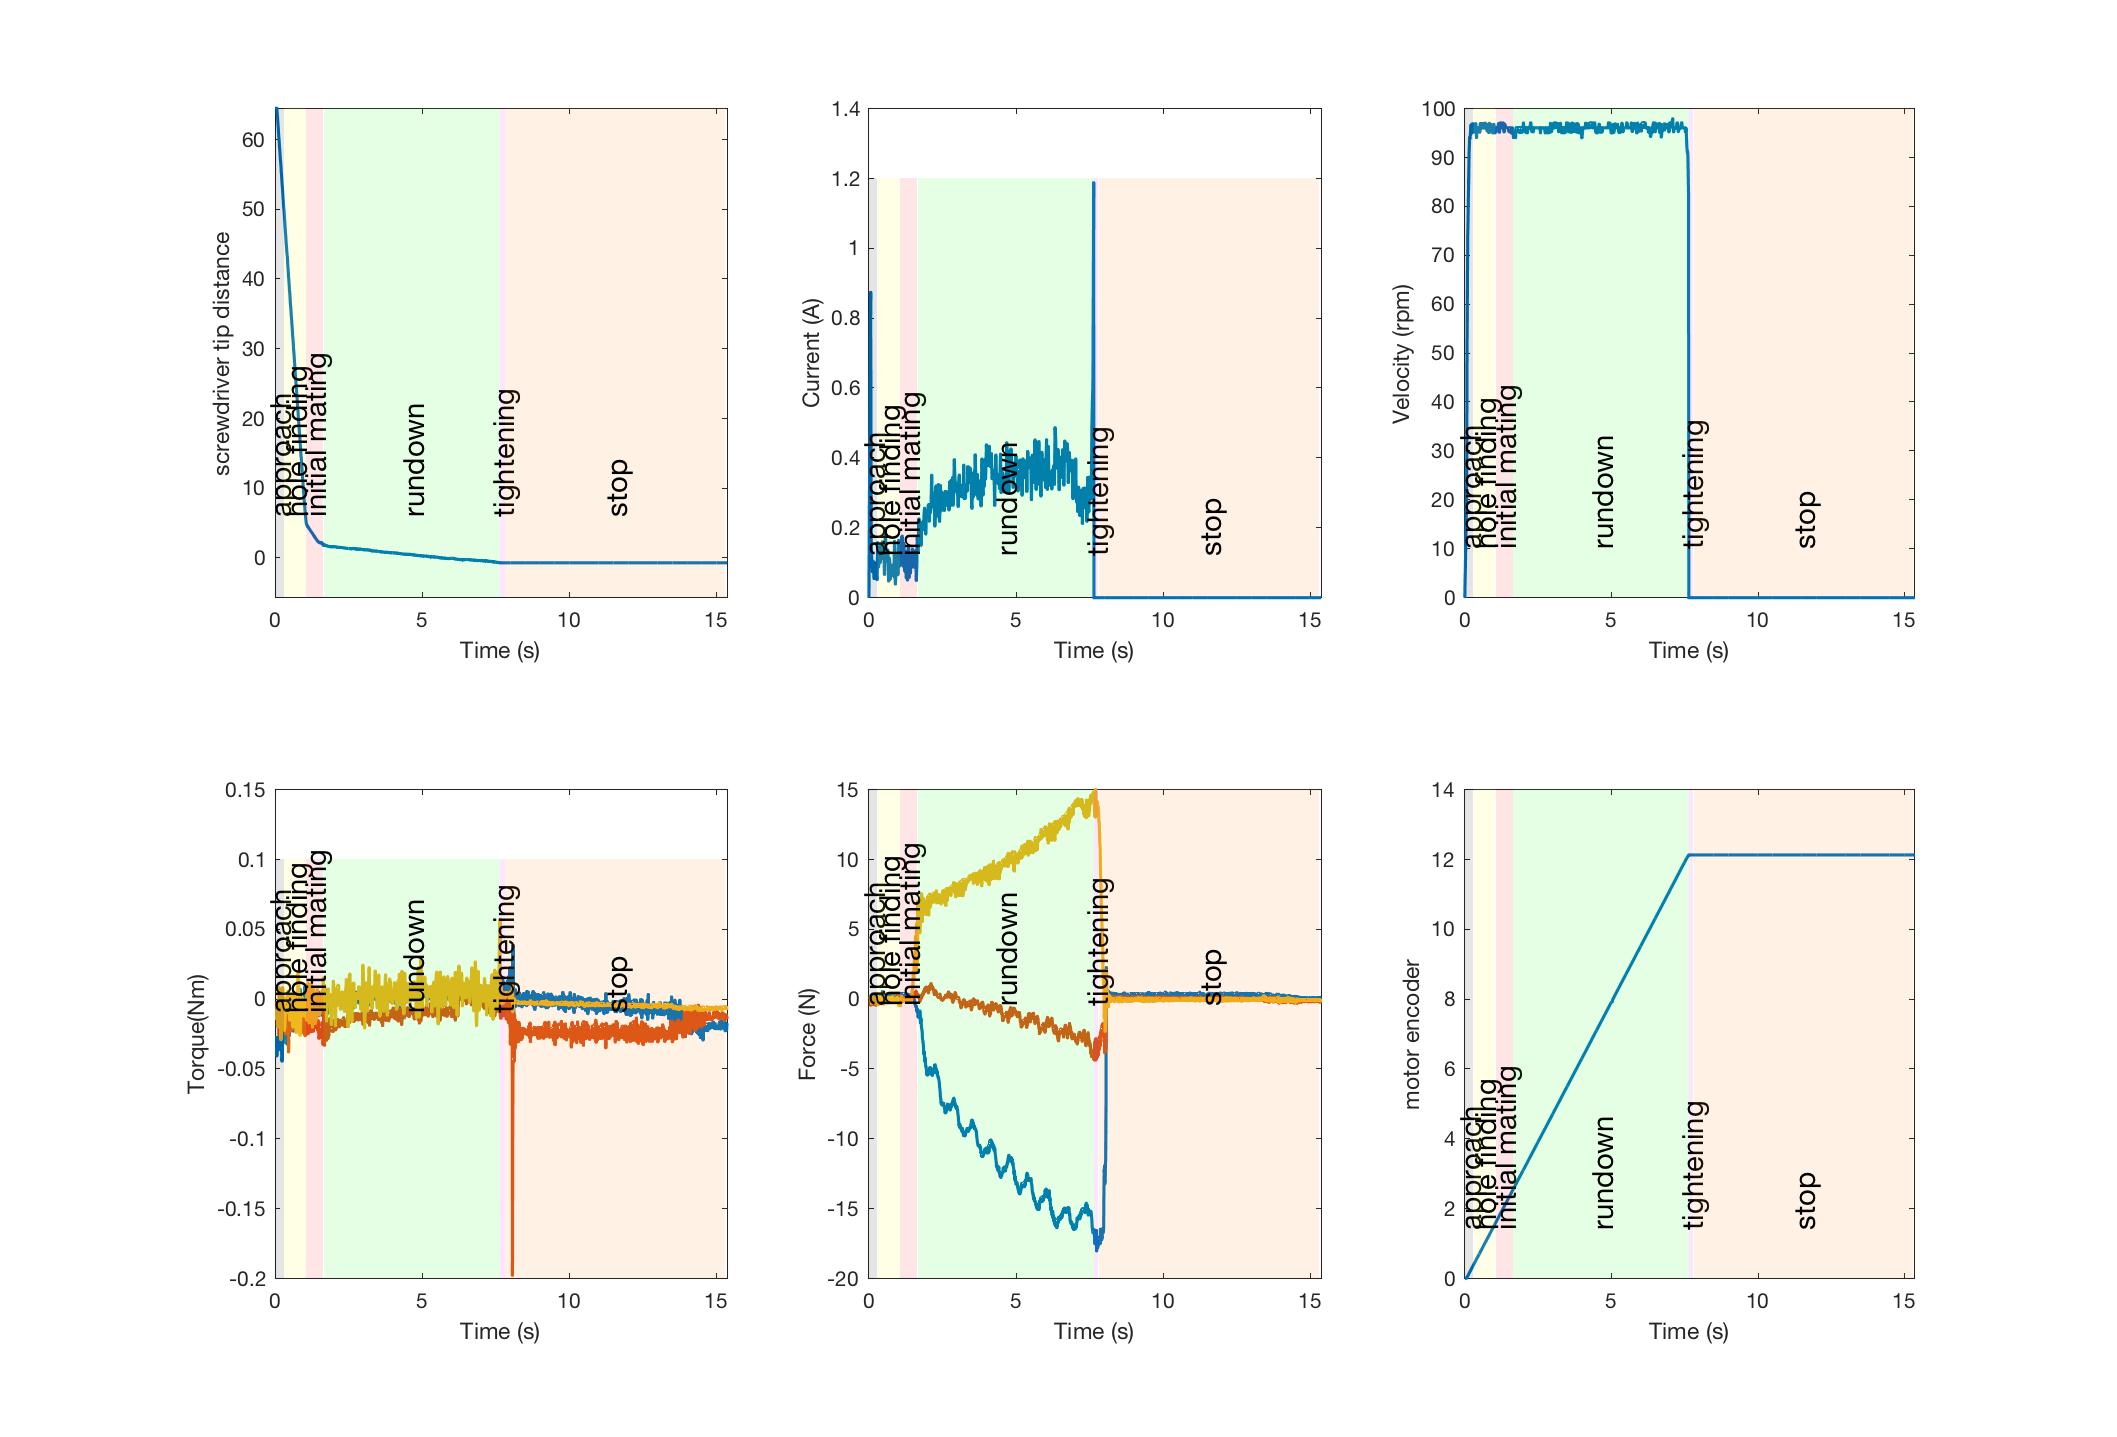 60
50
40
30
20
10
0
screwdriver tip distance
approach
hole finding
initial mating
rundown
tightening
stop
0 5 10 15
Time (s)
1.4
1.2
1
0.8
0.6
0.4
0.2
0
Current (A)
approach
hole finding
initial mating
rundown
tightening
stop
0 5 10 15
Time (s)
100
90
80
70
60
50
40
30
20
10
0
Velocity (rpm)
approach
hole finding
initial mating
rundown
tightening
stop
0 5 10 15
Time (s)
0.15
0.1
0.05
0
-0.05
-0.1
-0.15
-0.2
Torque(Nm)
approach
hole finding
initial mating
rundown
tightening
stop
0 5 10 15
Time (s)
15
10
5
0
-5
-10
-15
-20
Force (N)
approach
hole finding
initial mating
rundown
tightening
stop
0 5 10 15
Time (s)
14
12
10
8
6
4
2
0
motor encoder
approach
hole finding
initial mating
rundown
tightening
stop
0 5 10 15
Time (s)